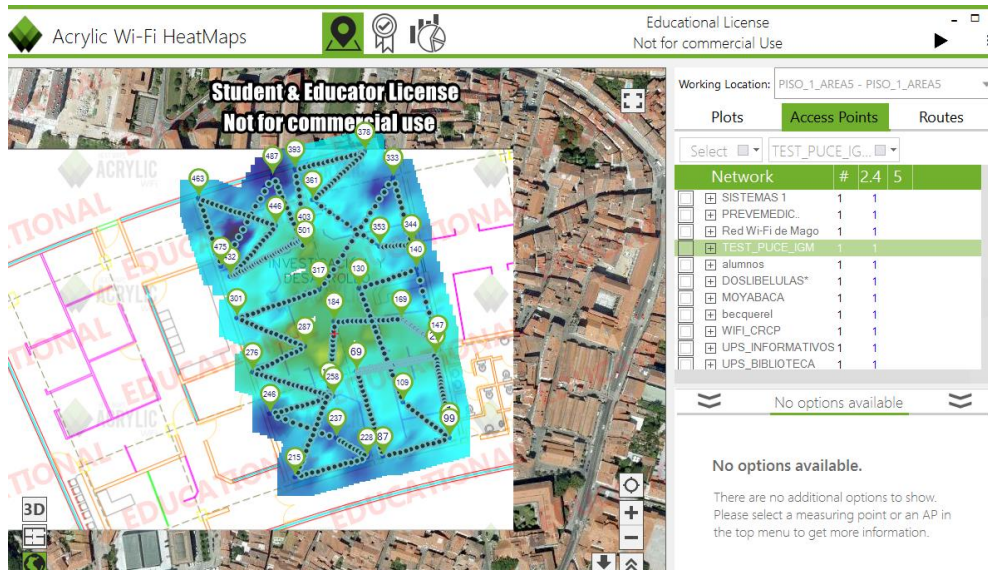 Acrylic Wi-Fi HeatMaps
Educational License
Not for commercial Use
Student & Educator License
Not for commercial use
Working Location: PISO_1_AREA5 - PISO_1_AREA5
Plots Access Points Routes
Select TEST_PUCE_IG...
Network # 2.4 5
SISTEMAS 1 1 1
PREVEMEDIC.. 1 1
Red Wi-Fi de Mago 1 1
TEST_PUCE_IGM 1 1
alumnos 1 1
DOSLIBELULAS* 1 1
MOYABACA 1 1
becquerel 1 1
WIFI_CRCP 1 1
UPS_INFORMATIVOS 1 1
UPS_BIBLIOTECA 1 1
No options available
No options available.
There are no additional options to show.
Please select a measuring point or an AP in
the top menu to get more information.
378
393
487
333
463
361
446
403
344
501
353
475
432
140
317
130
301
184
169
287
147
276
69
258
109
246
237
99
228
87
215
ACRYLIC
EDUCATIONAL
3D